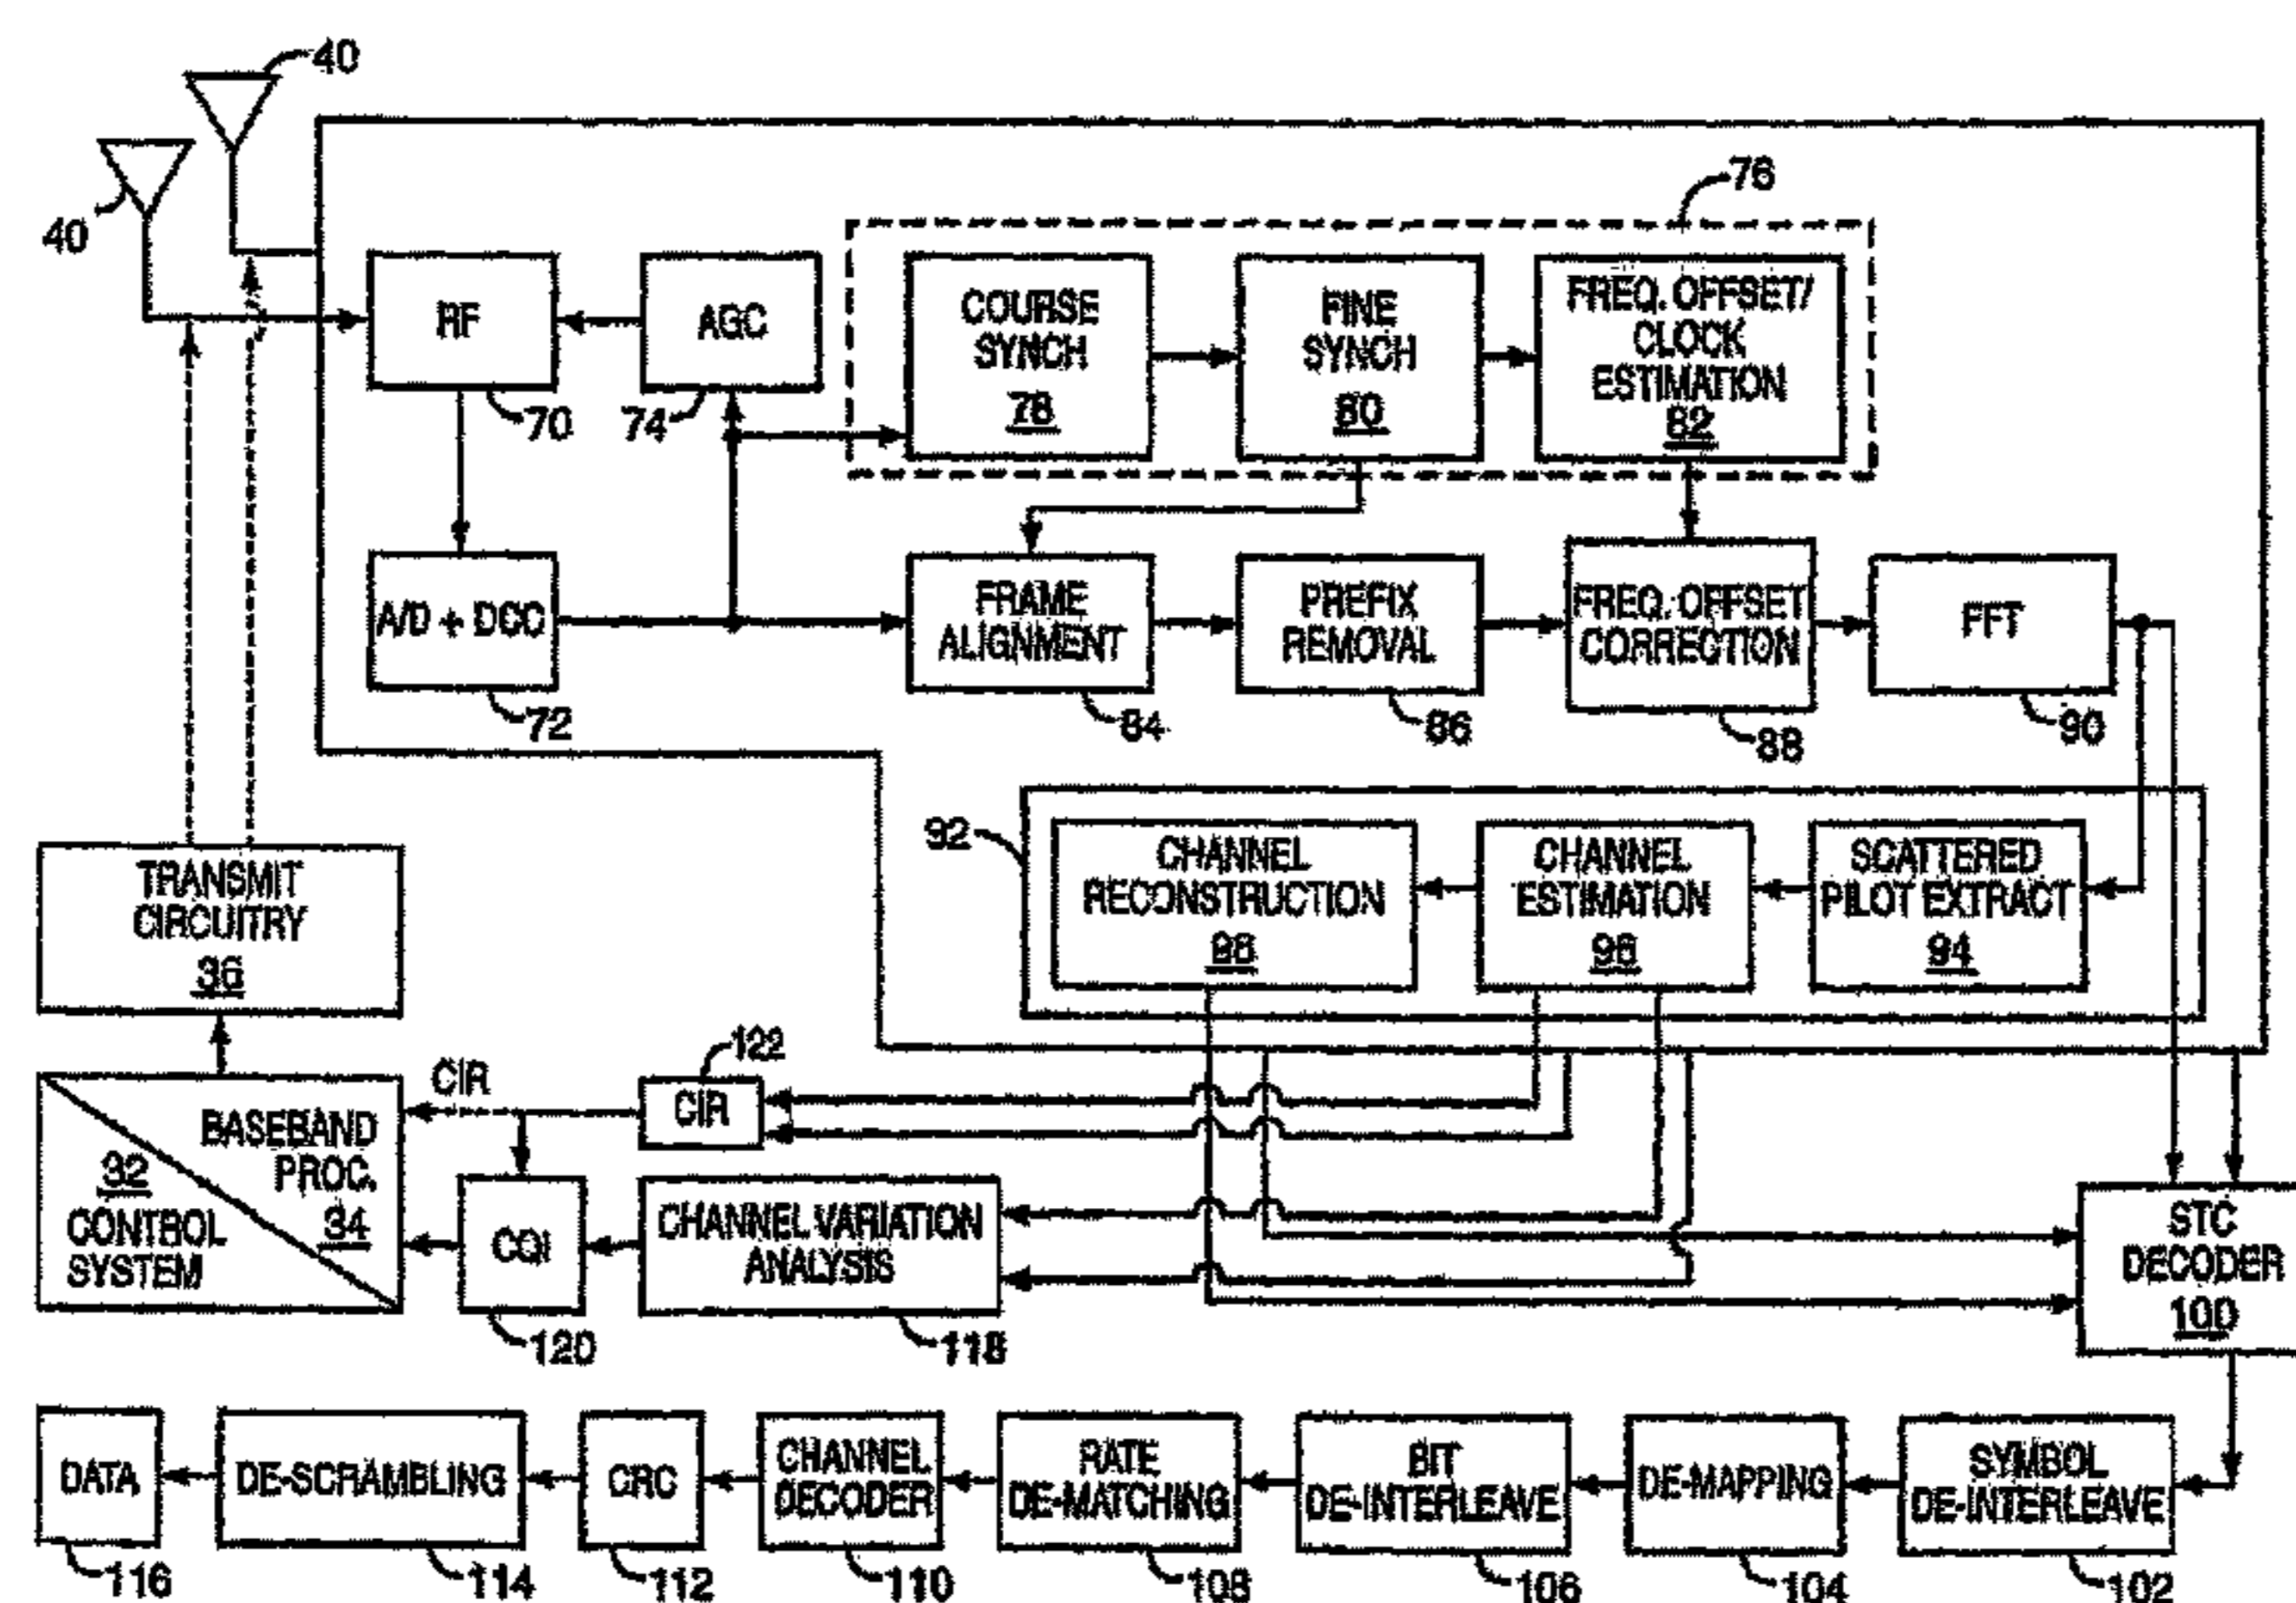 40
40
76
RF
AGC
COURSE
SYNCH
78
FINE
SYNCH
80
FREQ. OFFSET/
CLOCK
ESTIMATION
82
70
74
A/D + DCC
FRAME
ALIGNMENT
PREFIX
REMOVAL
FREQ. OFFSET
CORRECTION
FFT
72
84
86
88
90
92
CHANNEL
RECONSTRUCTION
98
CHANNEL
ESTIMATION
96
SCATTERED
PILOT EXTRACT
94
TRANSMIT
CIRCUITRY
36
122
CIR
CIR
BASEBAND
PROC.
34
32
CONTROL
SYSTEM
CQI
CHANNEL VARIATION
ANALYSIS
STC
DECODER
100
120
118
DATA
DE-SCRAMBLING
CRC
CHANNEL
DECODER
RATE
DE-MATCHING
BIT
DE-INTERLEAVE
DE-MAPPING
SYMBOL
DE-INTERLEAVE
116
114
112
110
108
106
104
102